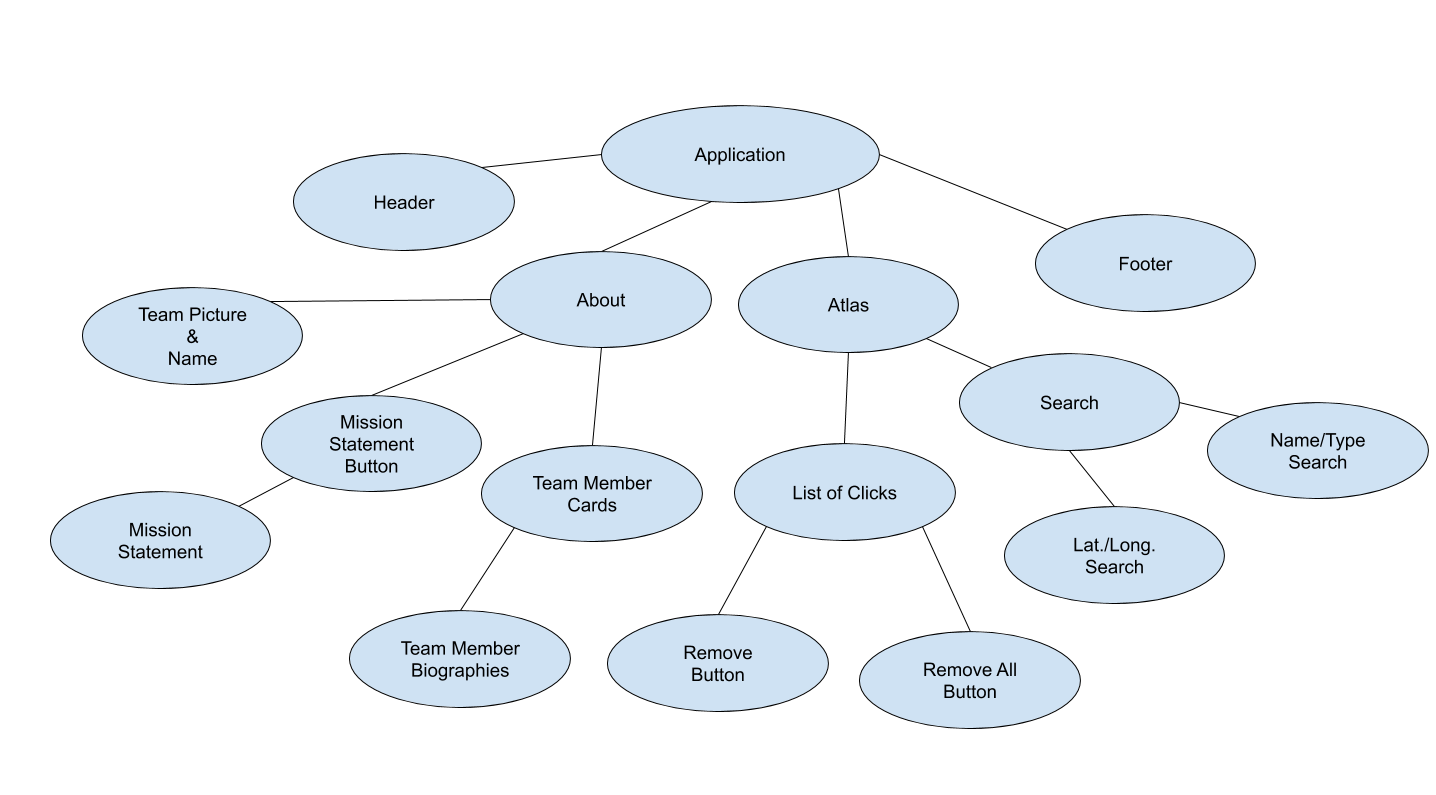 Application
Header
Footer
About
Atlas
Team Picture
&
Name
Search
Mission
Statement
Button
Name/Type
Search
Team Member
Cards
List of Clicks
Mission
Statement
Lat./Long.
Search
Team Member
Biographies
Remove
Button
Remove All
Button